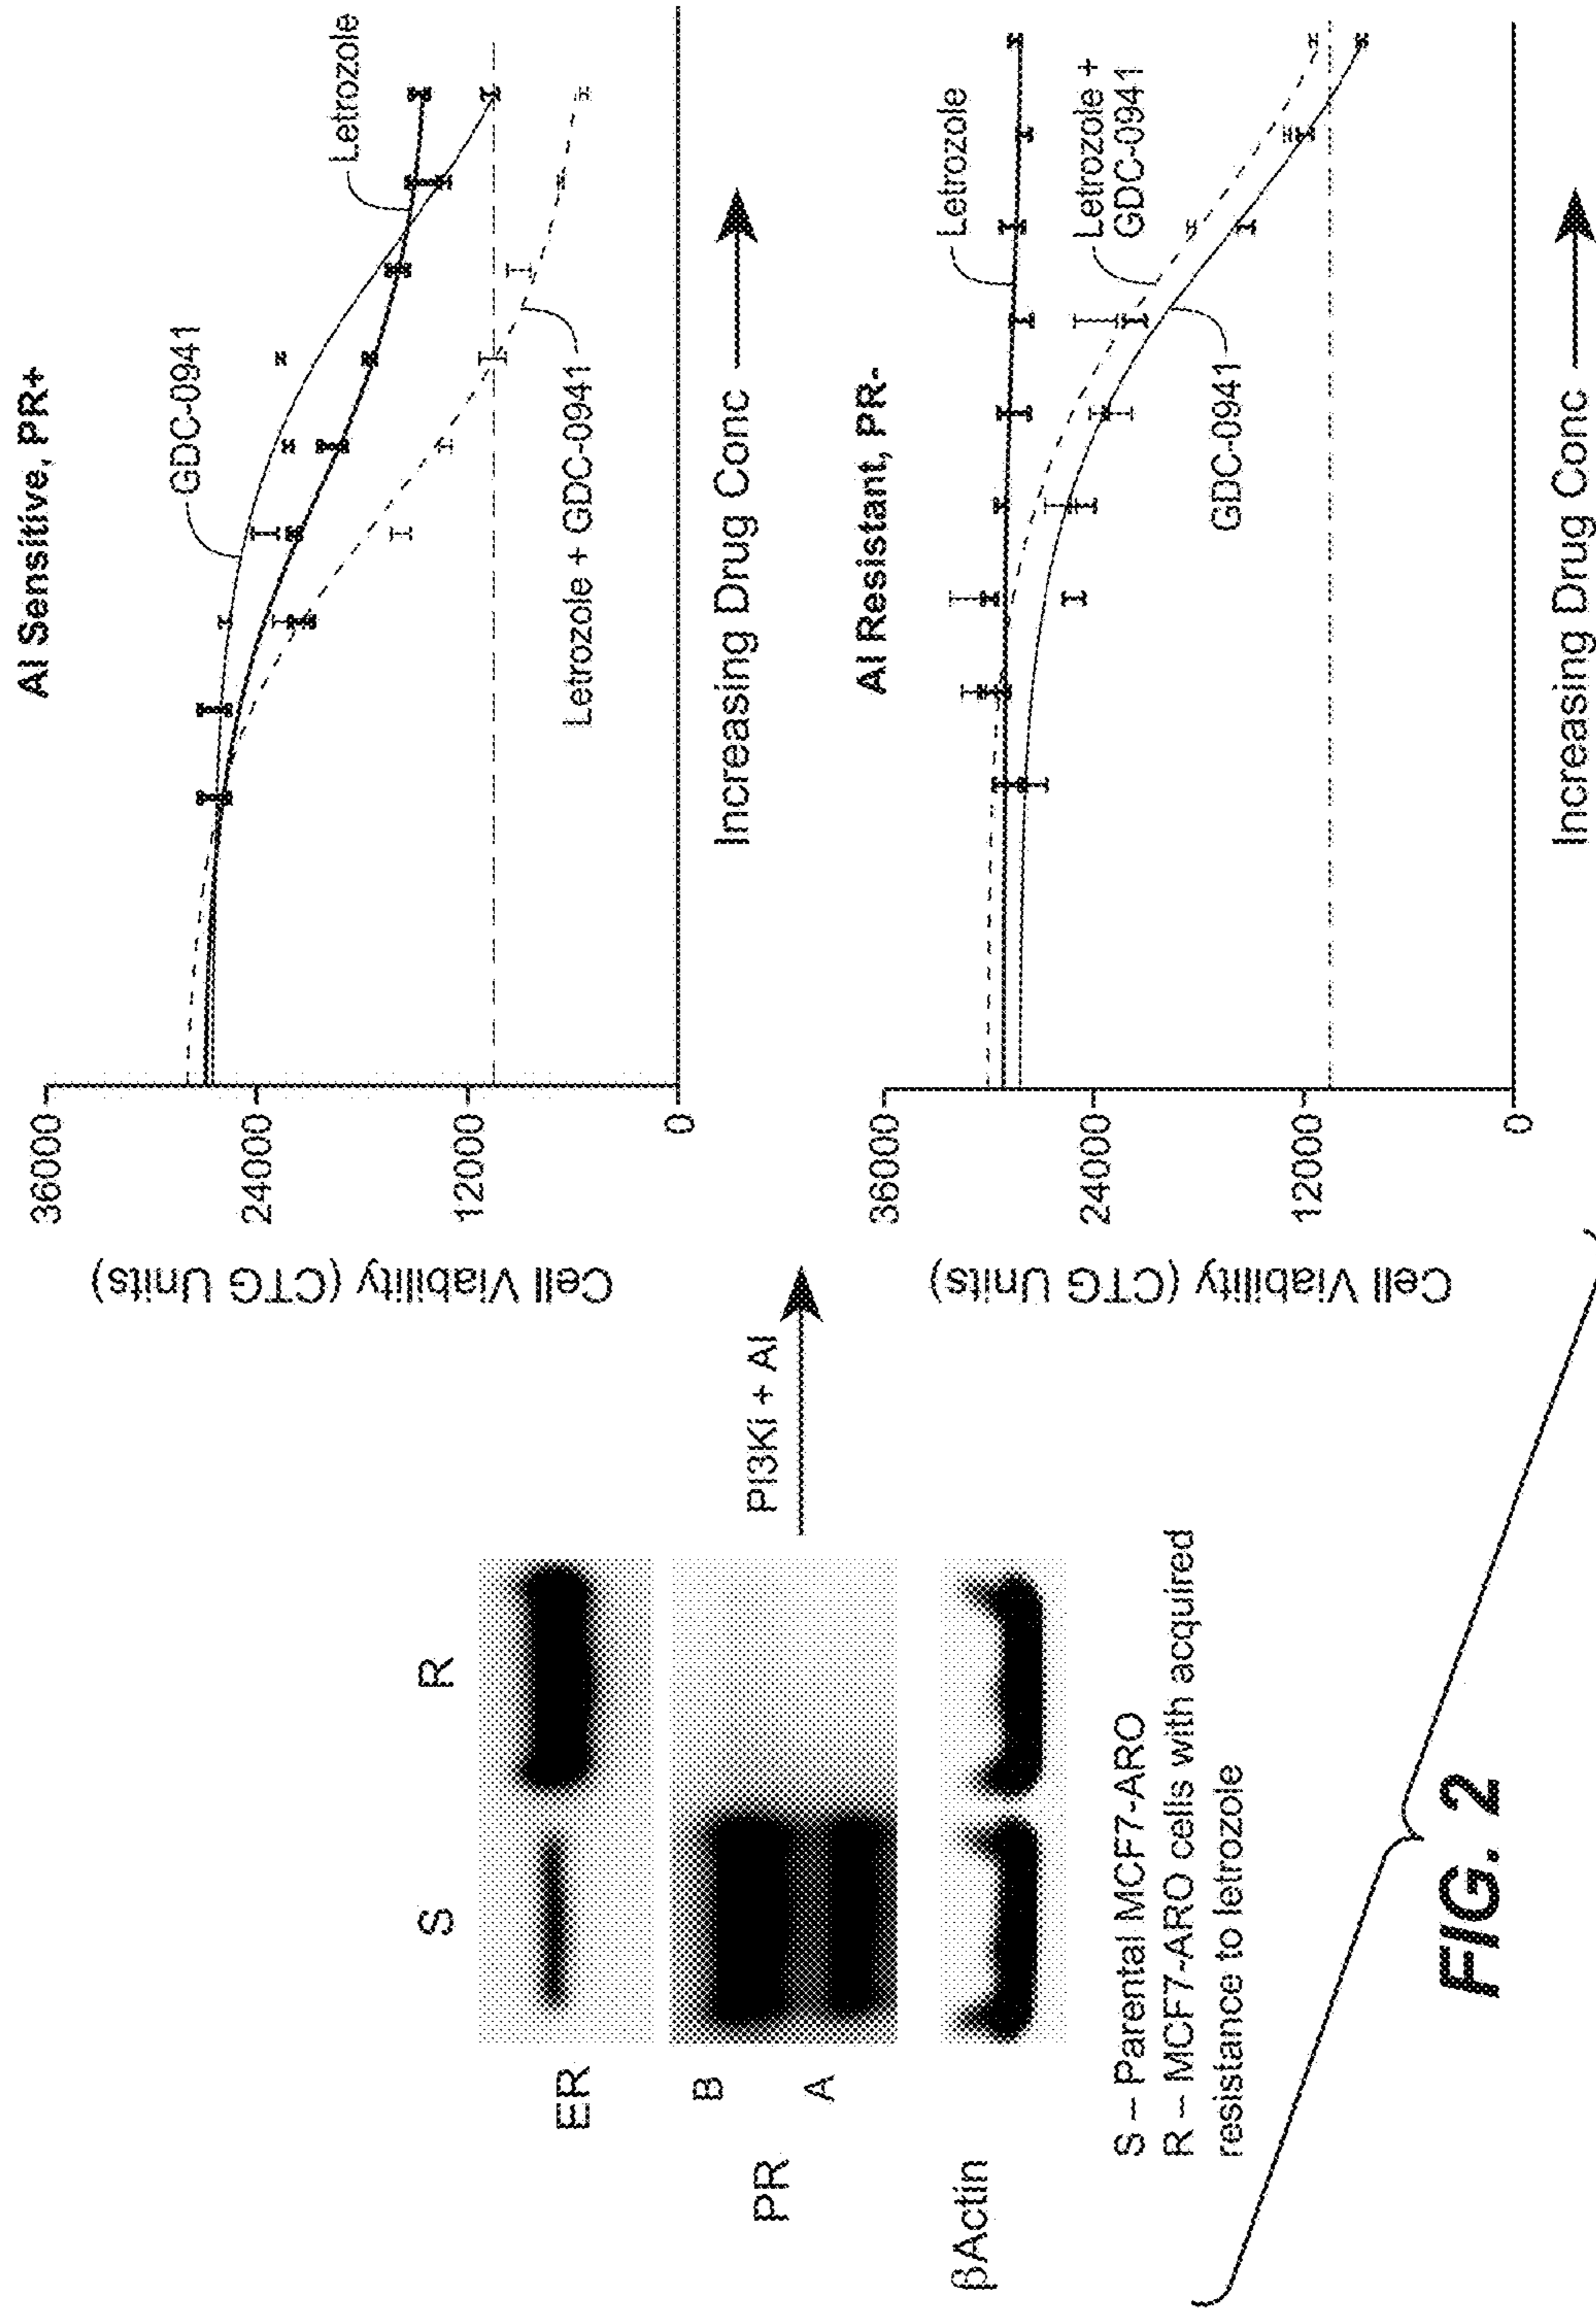 S R
ER
PR
B
A
βActin
S – Parental MCF7-ARO
R – MCF7-ARO cells with acquired
resistance to letrozole
PI3Ki + AI
AI Sensitive, PR+
Cell Viability (CTG Units)
36000
24000
12000
0
GDC-0941
Letrozole
Letrozole + GDC-0941
Increasing Drug Conc
AI Resistant, PR-
Cell Viability (CTG Units)
36000
24000
12000
0
Letrozole
Letrozole +
GDC-0941
GDC-0941
Increasing Drug Conc
FIG. 2